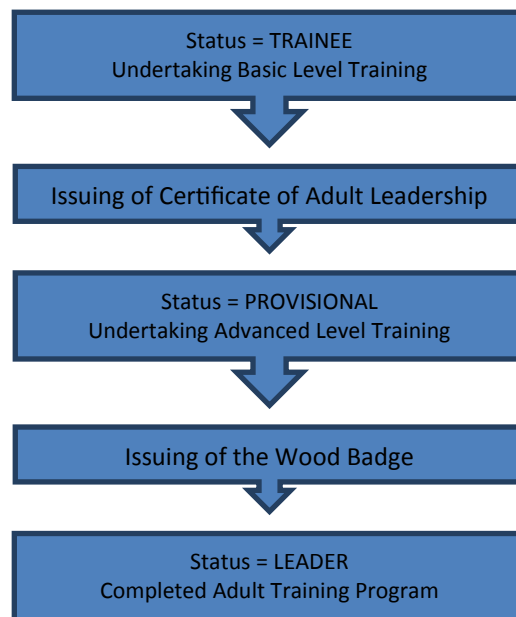 Status = TRAINEE
Undertaking Basic Level Training
Issuing of Certificate of Adult Leadership
Status = PROVISIONAL
Undertaking Advanced Level Training
Issuing of the Wood Badge
Status = LEADER
Completed Adult Training Program